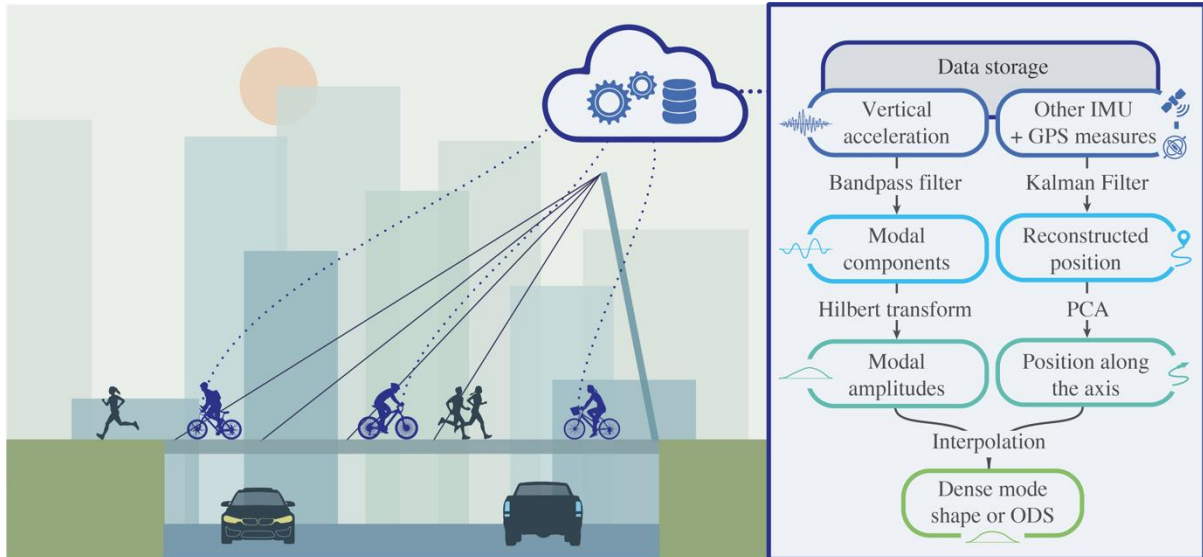 Data storage
Vertical
acceleration
Other IMU
+ GPS measures
Bandpass filter
Kalman Filter
Modal
components
Reconstructed
position
Hilbert transform
PCA
Modal
amplitudes
Position along
the axis
Interpolation
Dense mode
shape or ODS